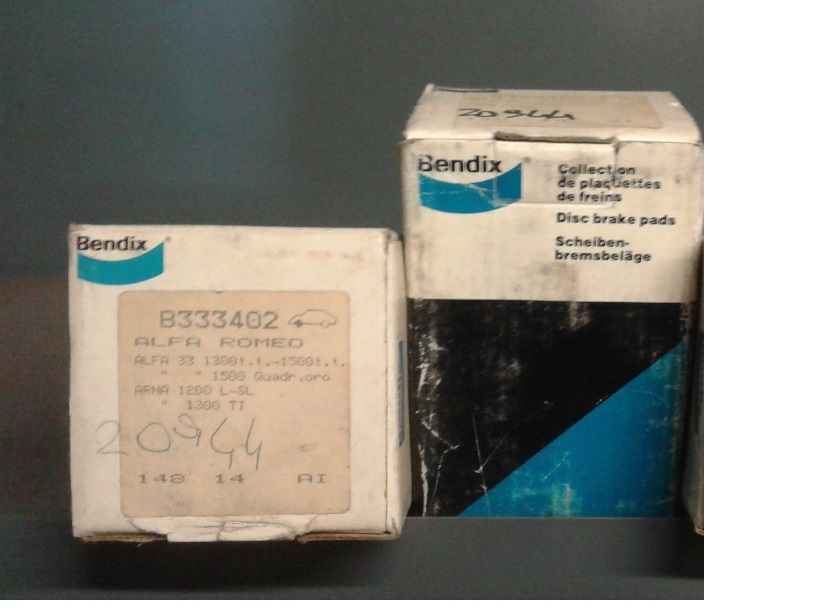 Bendix
B333402
ALFA ROMEO
ALFA 33 1300t.t.-1500t.t.
" " 1500 Quadr.oro
ARNA 1200 L-SL
" 1300 TI
20944
148 14 AI
20944
Bendix
Collection
de plaquettes
de freins
Disc brake pads
Scheiben-
bremsbeläge